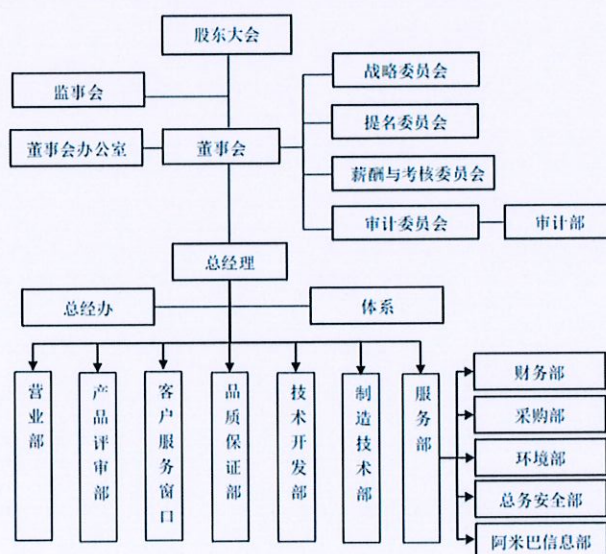 股东大会
监事会
战略委员会
提名委员会
董事会办公室
董事会
薪酬与考核委员会
审计委员会
审计部
总经理
总经办
体系
营业部
产品评审部
客户服务窗口
品质保证部
技术开发部
制造技术部
服务部
财务部
采购部
环境部
总务安全部
阿米巴信息部